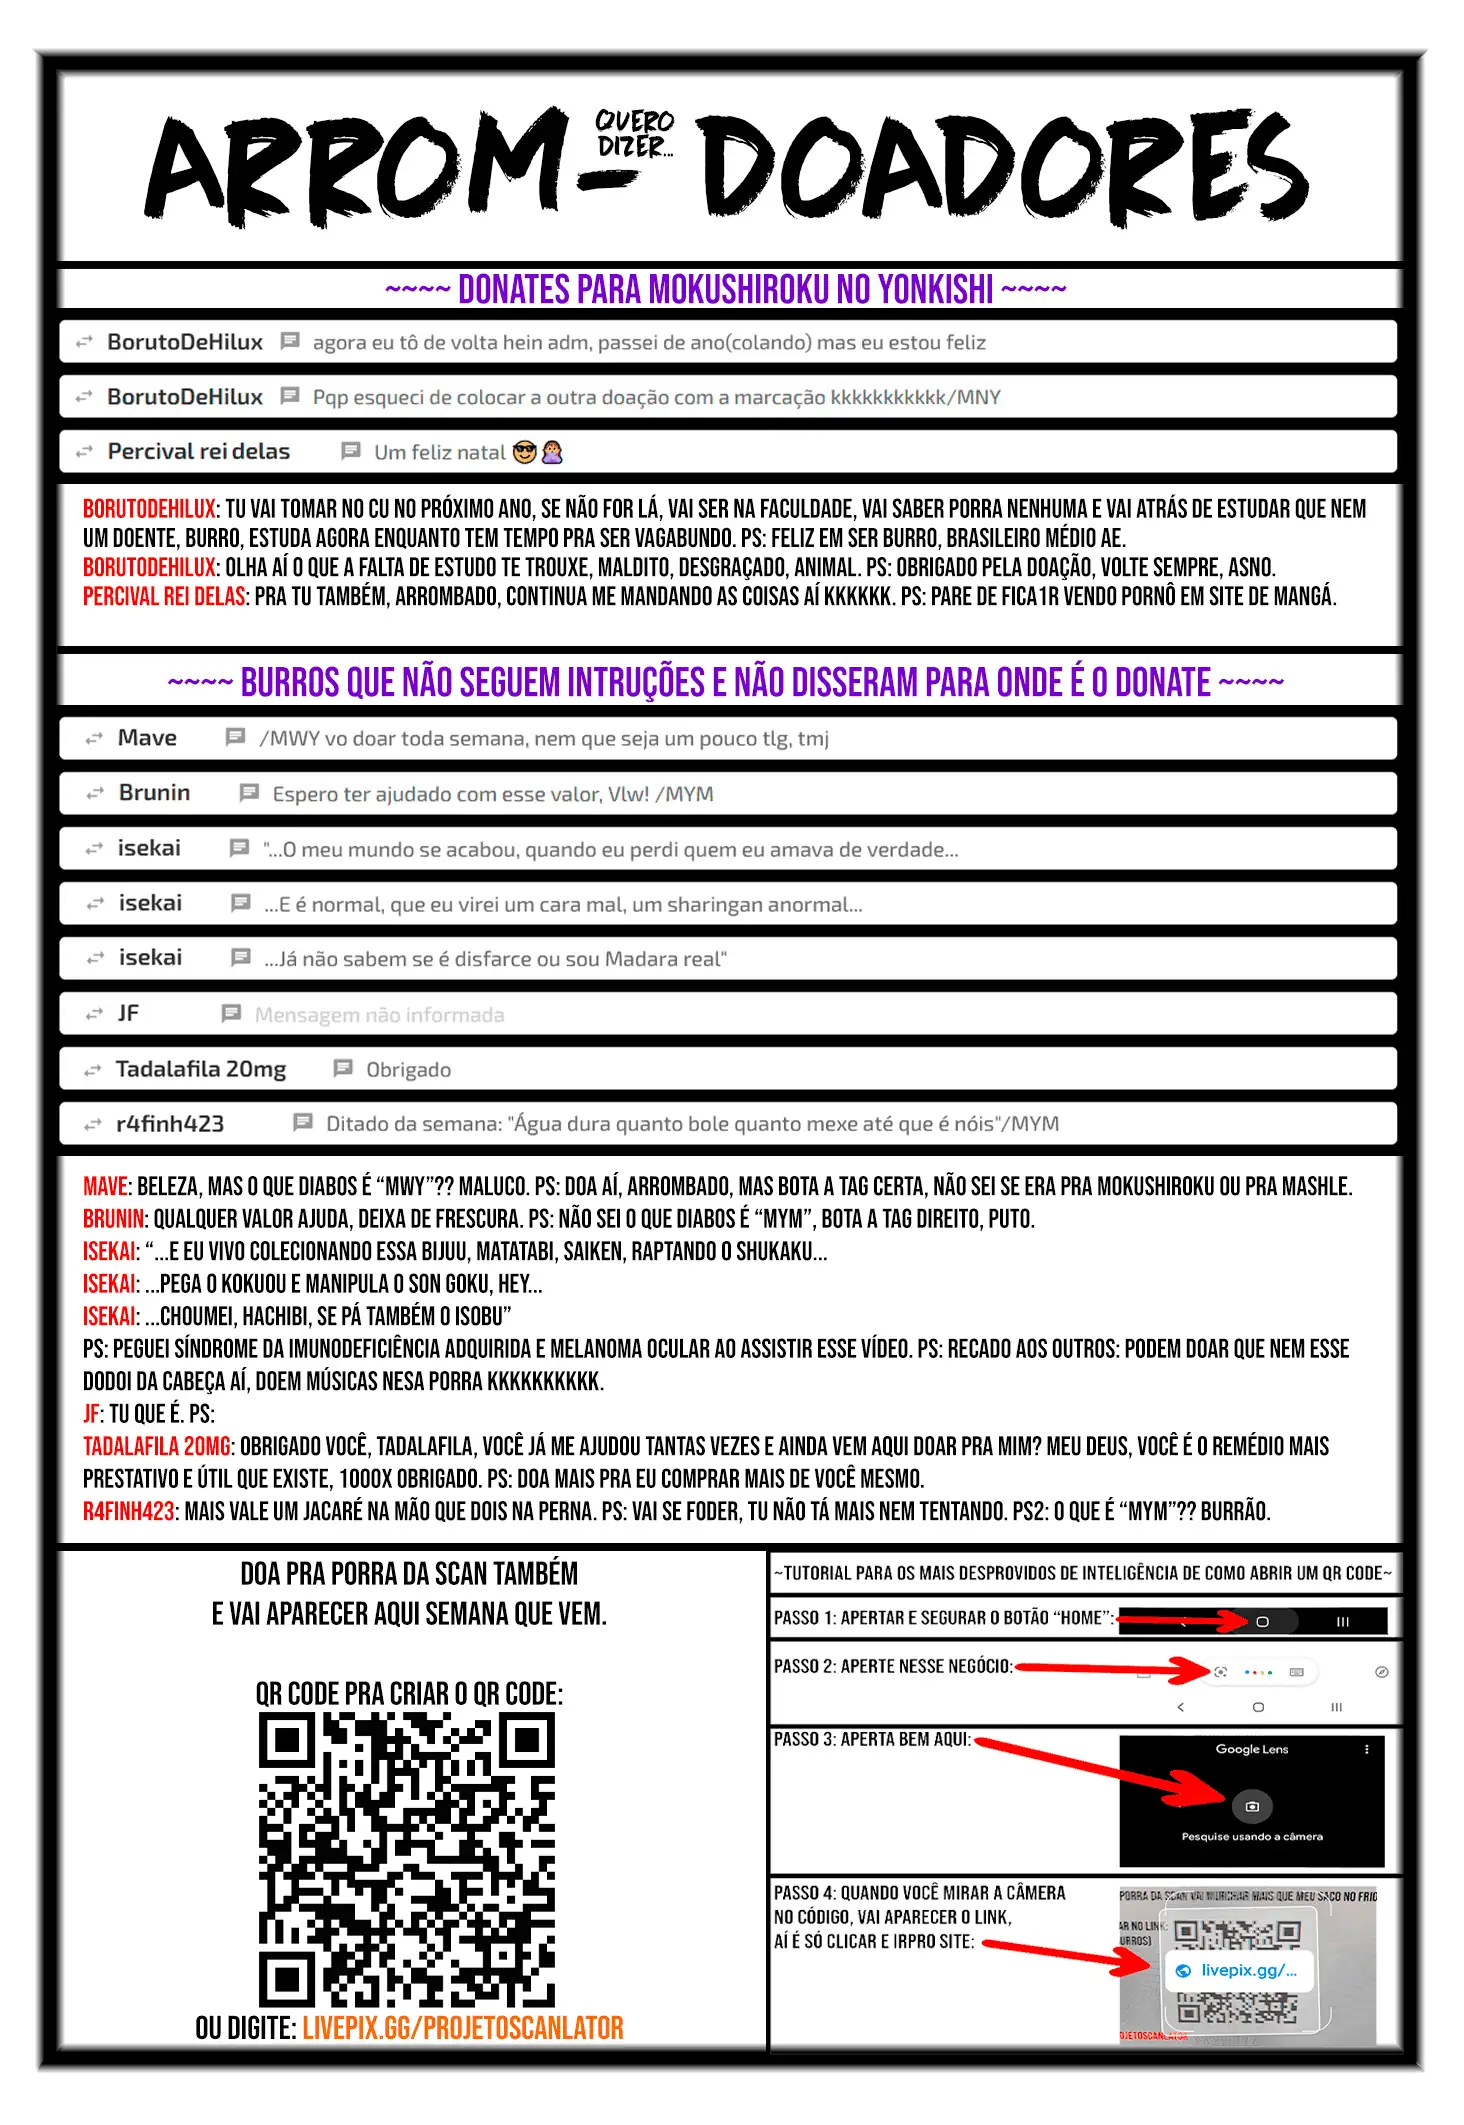 ARROM- QUERO DIZER... DOADORES
~~~~ DONATES PARA MOKUSHIROKU NO YONKISHI ~~~~
BorutoDeHilux agora eu tô de volta hein adm, passei de ano(colando) mas eu estou feliz
BorutoDeHilux Pqp esqueci de colocar a outra doação com a marcação kkkkkkkkkkk/MNY
Percival rei delas Um feliz natal 😎🙍
BORUTODEHILUX: TU VAI TOMAR NO CU NO PRÓXIMO ANO, SE NÃO FOR LÁ, VAI SER NA FACULDADE, VAI SABER PORRA NENHUMA E VAI ATRÁS DE ESTUDAR QUE NEM
UM DOENTE, BURRO, ESTUDA AGORA ENQUANTO TEM TEMPO PRA SER VAGABUNDO. PS: FELIZ EM SER BURRO, BRASILEIRO MÉDIO AE.
BORUTODEHILUX: OLHA AÍ O QUE A FALTA DE ESTUDO TE TROUXE, MALDITO, DESGRAÇADO, ANIMAL. PS: OBRIGADO PELA DOAÇÃO, VOLTE SEMPRE, ASNO.
PERCIVAL REI DELAS: PRA TU TAMBÉM, ARROMBADO, CONTINUA ME MANDANDO AS COISAS AÍ KKKKKK. PS: PARE DE FICA1R VENDO PORNÔ EM SITE DE MANGÁ.
~~~~ BURROS QUE NÃO SEGUEM INTRUÇÕES E NÃO DISSERAM PARA ONDE É O DONATE ~~~~
Mave /MWY vo doar toda semana, nem que seja um pouco tlg, tmj
Brunin Espero ter ajudado com esse valor, Vlw! /MYM
isekai "...O meu mundo se acabou, quando eu perdi quem eu amava de verdade...
isekai ...E é normal, que eu virei um cara mal, um sharingan anormal...
isekai ...Já não sabem se é disfarce ou sou Madara real"
JF Mensagem não informada
Tadalafila 20mg Obrigado
r4finh423 Ditado da semana: "Água dura quanto bole quanto mexe até que é nóis"/MYM
MAVE: BELEZA, MAS O QUE DIABOS É “MWY”?? MALUCO. PS: DOA AÍ, ARROMBADO, MAS BOTA A TAG CERTA, NÃO SEI SE ERA PRA MOKUSHIROKU OU PRA MASHLE.
BRUNIN: QUALQUER VALOR AJUDA, DEIXA DE FRESCURA. PS: NÃO SEI O QUE DIABOS É “MYM”, BOTA A TAG DIREITO, PUTO.
ISEKAI: “...E EU VIVO COLECIONANDO ESSA BIJUU, MATATABI, SAIKEN, RAPTANDO O SHUKAKU...
ISEKAI: ...PEGA O KOKUOU E MANIPULA O SON GOKU, HEY...
ISEKAI: ...CHOUMEI, HACHIBI, SE PÁ TAMBÉM O ISOBU”
PS: PEGUEI SÍNDROME DA IMUNODEFICIÊNCIA ADQUIRIDA E MELANOMA OCULAR AO ASSISTIR ESSE VÍDEO. PS: RECADO AOS OUTROS: PODEM DOAR QUE NEM ESSE
DODOI DA CABEÇA AÍ, DOEM MÚSICAS NESA PORRA KKKKKKKKKK.
JF: TU QUE É. PS:
TADALAFILA 20MG: OBRIGADO VOCÊ, TADALAFILA, VOCÊ JÁ ME AJUDOU TANTAS VEZES E AINDA VEM AQUI DOAR PRA MIM? MEU DEUS, VOCÊ É O REMÉDIO MAIS
PRESTATIVO E ÚTIL QUE EXISTE, 1000X OBRIGADO. PS: DOA MAIS PRA EU COMPRAR MAIS DE VOCÊ MESMO.
R4FINH423: MAIS VALE UM JACARÉ NA MÃO QUE DOIS NA PERNA. PS: VAI SE FODER, TU NÃO TÁ MAIS NEM TENTANDO. PS2: O QUE É “MYM”?? BURRÃO.
DOA PRA PORRA DA SCAN TAMBÉM
E VAI APARECER AQUI SEMANA QUE VEM.
QR CODE PRA CRIAR O QR CODE:
OU DIGITE: LIVEPIX.GG/PROJETOSCANLATOR
~TUTORIAL PARA OS MAIS DESPROVIDOS DE INTELIGÊNCIA DE COMO ABRIR UM QR CODE~
PASSO 1: APERTAR E SEGURAR O BOTÃO “HOME”:
PASSO 2: APERTE NESSE NEGÓCIO:
PASSO 3: APERTA BEM AQUI:
Google Lens
Pesquise usando a câmera
PASSO 4: QUANDO VOCÊ MIRAR A CÂMERA
NO CÓDIGO, VAI APARECER O LINK,
AÍ É SÓ CLICAR E IRPRO SITE:
PORRA DA SCAN VAI MURCHAR MAIS QUE MEU SACO NO FRIO
AR NO LINK:
URROS)
livepix.gg/...
OJETOSCANLATOR